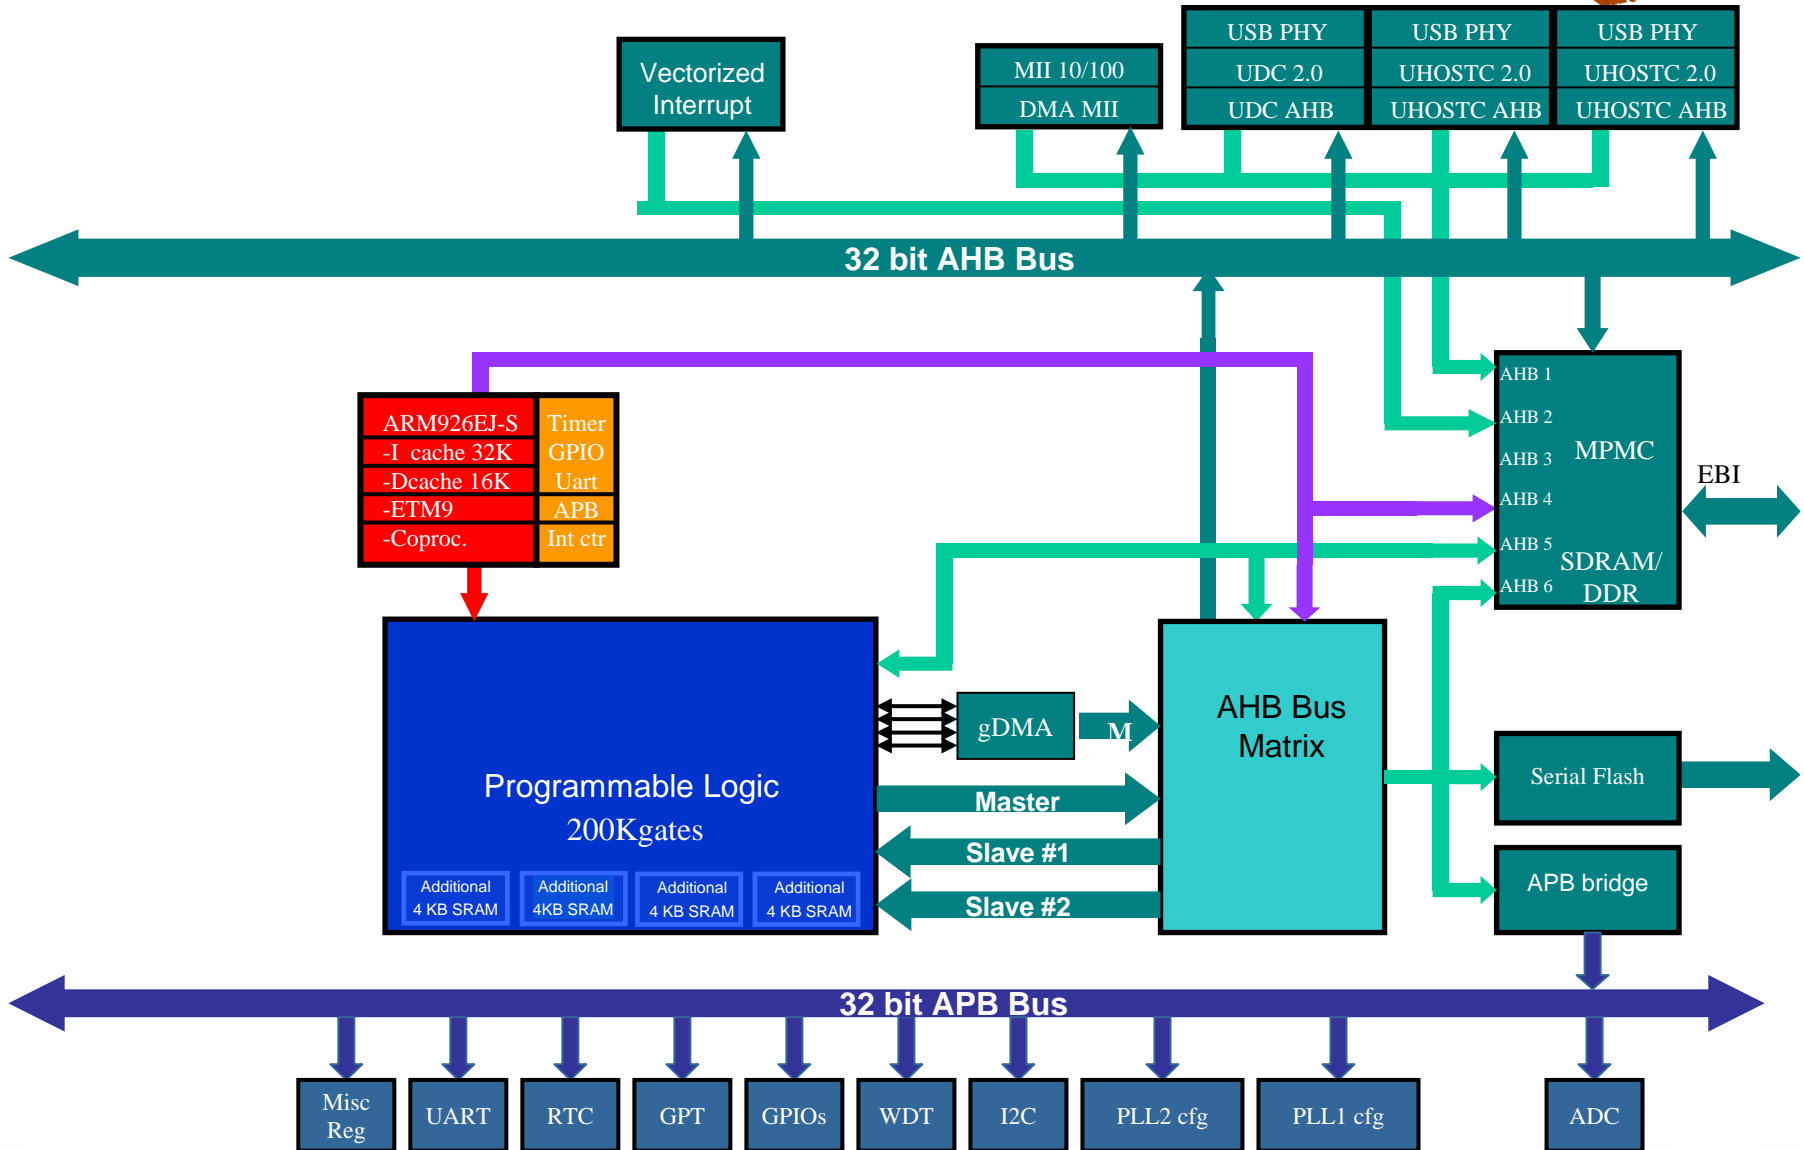 USB PHY
USB PHY
USB PHY
UDC 2.0
UHOSTC 2.0
UHOSTC 2.0
UDC AHB
UHOSTC AHB
UHOSTC AHB
Vectorized
Interrupt
MII 10/100
DMA MII
32 bit AHB Bus
ARM926EJ-S
-I cache 32K
-Dcache 16K
-ETM9
-Coproc.
Timer
GPIO
Uart
APB
Int ctr
AHB 1
AHB 2
AHB 3
AHB 4
AHB 5
AHB 6
MPMC
SDRAM/
DDR
EBI
Programmable Logic
200Kgates
Additional
4 KB SRAM
Additional
4KB SRAM
Additional
4 KB SRAM
Additional
4 KB SRAM
gDMA
M
Master
Slave #1
Slave #2
AHB Bus
Matrix
Serial Flash
APB bridge
32 bit APB Bus
Misc
Reg
UART
RTC
GPT
GPIOs
WDT
I2C
PLL2 cfg
PLL1 cfg
ADC